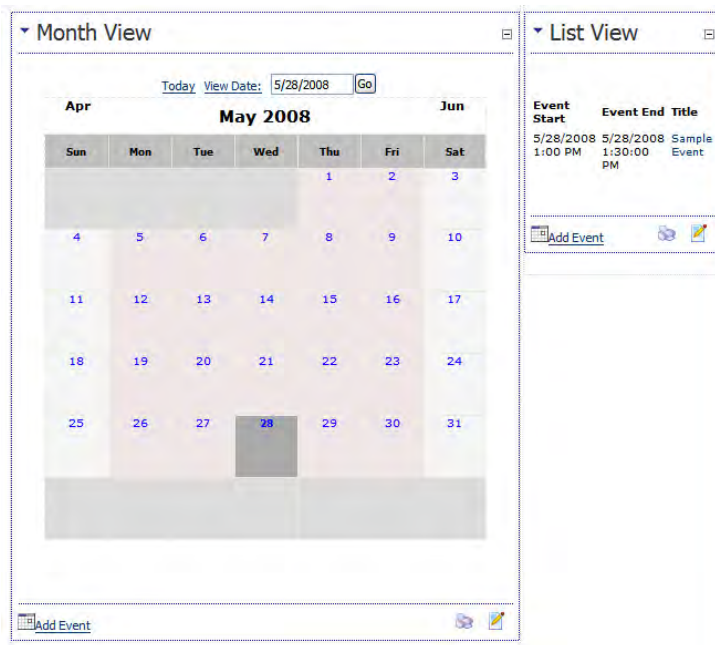 Month View
Today View Date: 5/28/2008 Go
Apr May 2008 Jun
Sun Mon Tue Wed Thu Fri Sat
1 2 3
4 5 6 7 8 9 10
11 12 13 14 15 16 17
18 19 20 21 22 23 24
25 26 27 28 29 30 31
Add Event
List View
Event Start Event End Title
5/28/2008 5/28/2008 Sample
1:00 PM 1:30:00 Event
PM
Add Event